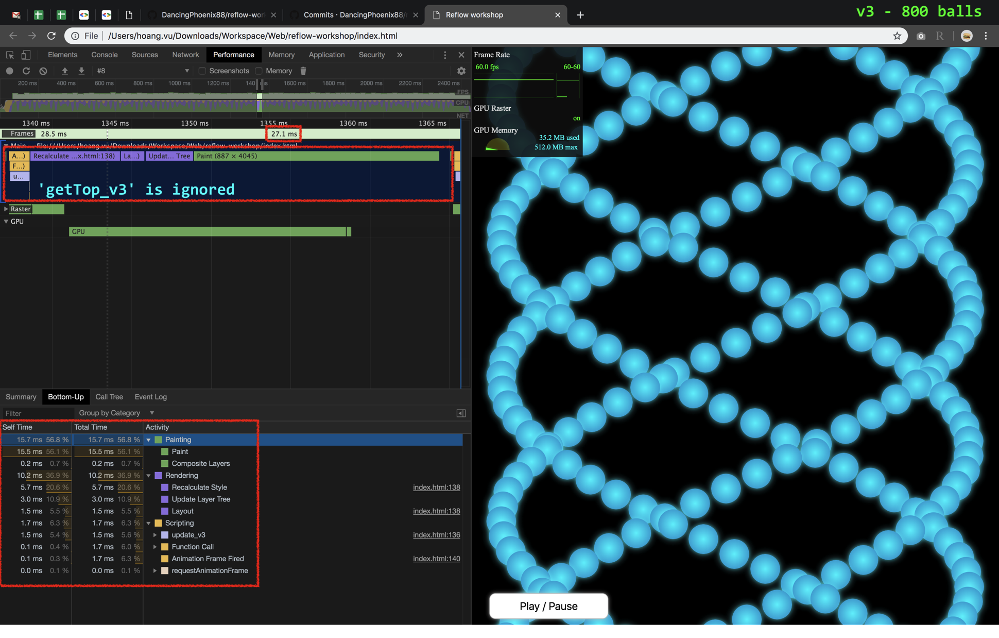 DancingPhoenix88/reflow-wor
Commits · DancingPhoenix88/
Reflow workshop
v3 - 800 balls
File
/Users/hoang.vu/Downloads/Workspace/Web/reflow-workshop/index.html
R
Elements Console Sources Network Performance Memory Application Security »
#8 Screenshots Memory
200 ms 400 ms 600 ms 800 ms 1000 ms 1200 ms 1600 ms 1800 ms 2000 ms 2200 ms 2400 ms
FPS
CPU
NET
1340 ms 1345 ms 1350 ms 1355 ms 1360 ms 1365 ms
Frames 28.5 ms 27.1 ms
Main — file:///Users/hoang.vu/Downloads/Workspace/Web/reflow-workshop/index.html
A…) Recalculate …x.html:138) La…) Updat… Tree Paint (887 × 4045)
F…)
u…
'getTop_v3' is ignored
Raster
GPU
GPU
Summary Bottom-Up Call Tree Event Log
Filter Group by Category
Self Time Total Time Activity
15.7 ms 56.8 % 15.7 ms 56.8 % Painting
15.5 ms 56.1 % 15.5 ms 56.1 % Paint
0.2 ms 0.7 % 0.2 ms 0.7 % Composite Layers
10.2 ms 36.9 % 10.2 ms 36.9 % Rendering
5.7 ms 20.6 % 5.7 ms 20.6 % Recalculate Style index.html:138
3.0 ms 10.9 % 3.0 ms 10.9 % Update Layer Tree
1.5 ms 5.5 % 1.5 ms 5.5 % Layout index.html:138
1.7 ms 6.3 % 1.7 ms 6.3 % Scripting
1.5 ms 5.4 % 1.5 ms 5.6 % update_v3 index.html:136
0.1 ms 0.4 % 1.7 ms 6.0 % Function Call
0.1 ms 0.3 % 1.7 ms 6.3 % Animation Frame Fired index.html:140
0.0 ms 0.1 % 0.0 ms 0.1 % requestAnimationFrame
Frame Rate
60.0 fps 60-60
GPU Raster
on
GPU Memory
35.2 MB used
512.0 MB max
Play / Pause